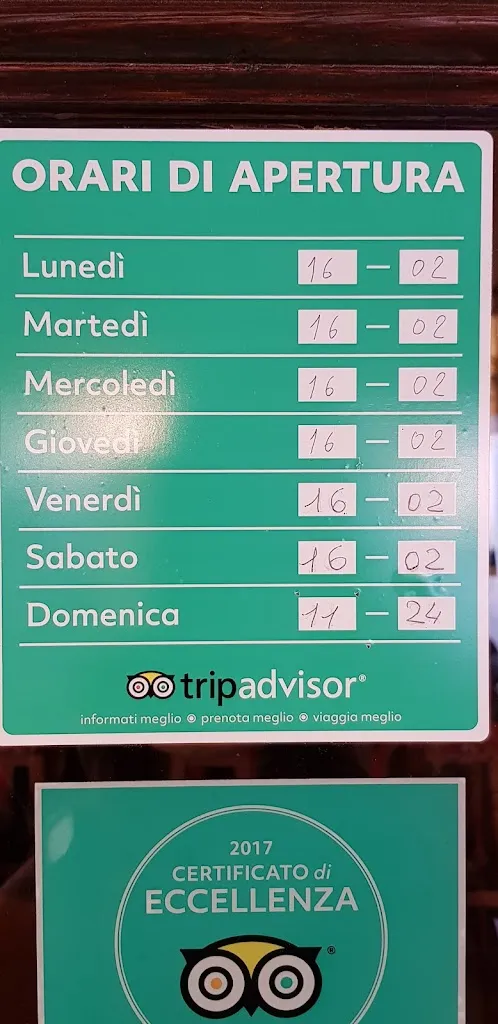 ORARI DI APERTURA
Lunedì 16 – 02
Martedì 16 – 02
Mercoledì 16 – 02
Giovedì 16 – 02
Venerdì 16 – 02
Sabato 16 – 02
Domenica 11 – 24
tripadvisor®
informati meglio prenota meglio viaggia meglio
2017
CERTIFICATO di
ECCELLENZA
®